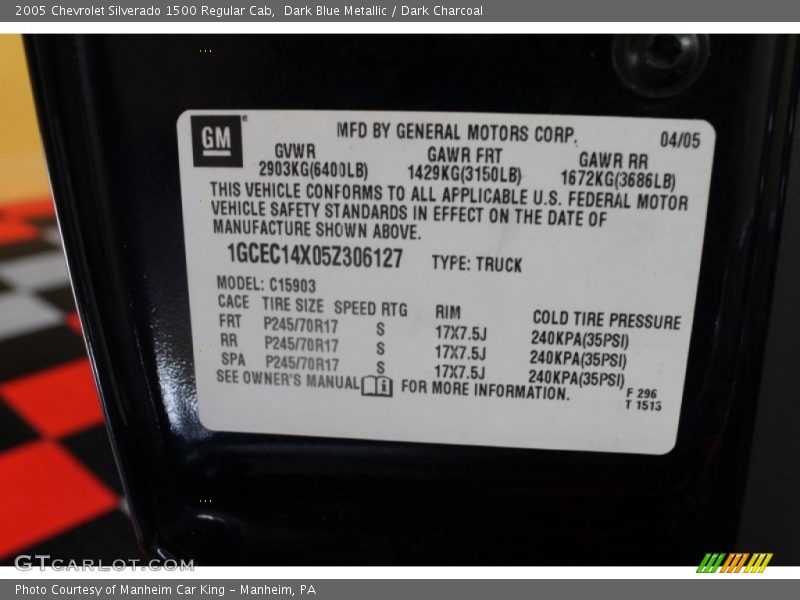 2005 Chevrolet Silverado 1500 Regular Cab, Dark Blue Metallic / Dark Charcoal
GM
MFD BY GENERAL MOTORS CORP. 04/05
GVWR GAWR FRT GAWR RR
2903KG(6400LB) 1429KG(3150LB) 1672KG(3686LB)
THIS VEHICLE CONFORMS TO ALL APPLICABLE U.S. FEDERAL MOTOR
VEHICLE SAFETY STANDARDS IN EFFECT ON THE DATE OF
MANUFACTURE SHOWN ABOVE.
1GCEC14X05Z306127 TYPE: TRUCK
MODEL: C15903
CACE TIRE SIZE SPEED RTG RIM COLD TIRE PRESSURE
FRT P245/70R17 S 17X7.5J 240KPA(35PSI)
RR P245/70R17 S 17X7.5J 240KPA(35PSI)
SPA P245/70R17 S 17X7.5J 240KPA(35PSI)
SEE OWNER'S MANUAL FOR MORE INFORMATION.
F 296
T 1513
GTCARCOM.COM
Photo Courtesy of Manheim Car King – Manheim, PA